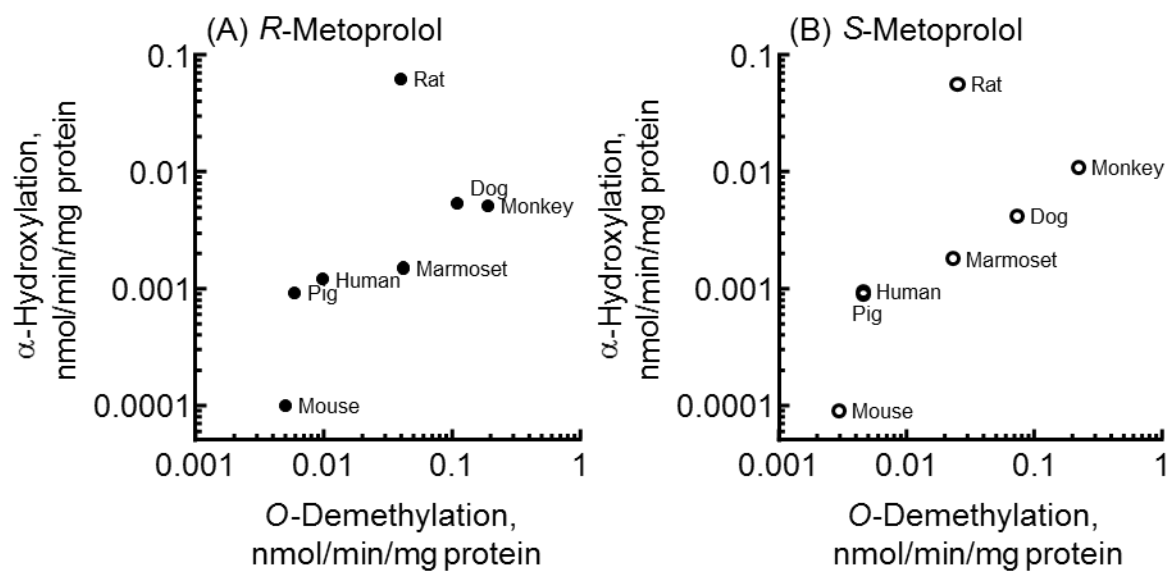 (A) R-Metoprolol
α-Hydroxylation,
nmol/min/mg protein
0.1
0.01
0.001
0.0001
Rat
Dog
Monkey
Marmoset
Human
Pig
Mouse
0.001 0.01 0.1 1
O-Demethylation,
nmol/min/mg protein
(B) S-Metoprolol
α-Hydroxylation,
nmol/min/mg protein
0.1
0.01
0.001
0.0001
Rat
Monkey
Dog
Marmoset
Human
Pig
Mouse
0.001 0.01 0.1 1
O-Demethylation,
nmol/min/mg protein